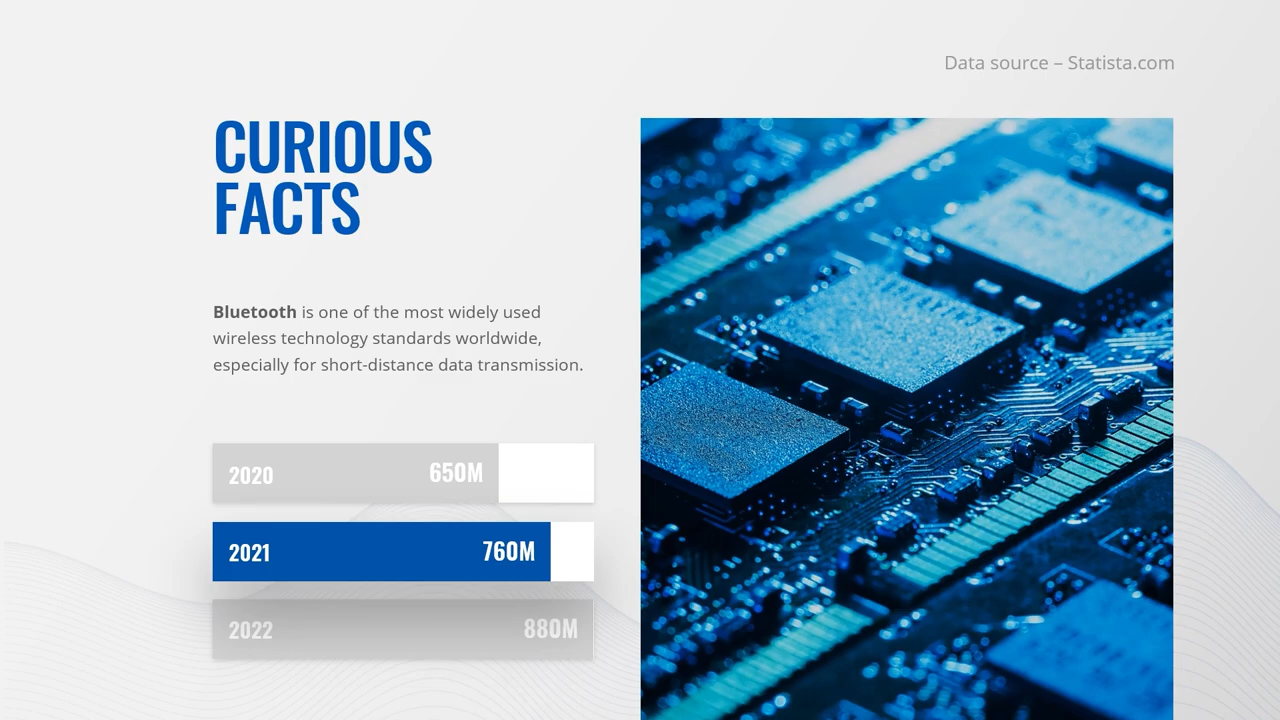 Data source – Statista.com
CURIOUS
FACTS
Bluetooth is one of the most widely used
wireless technology standards worldwide,
especially for short-distance data transmission.
2020 650M
2021 760M
2022 880M